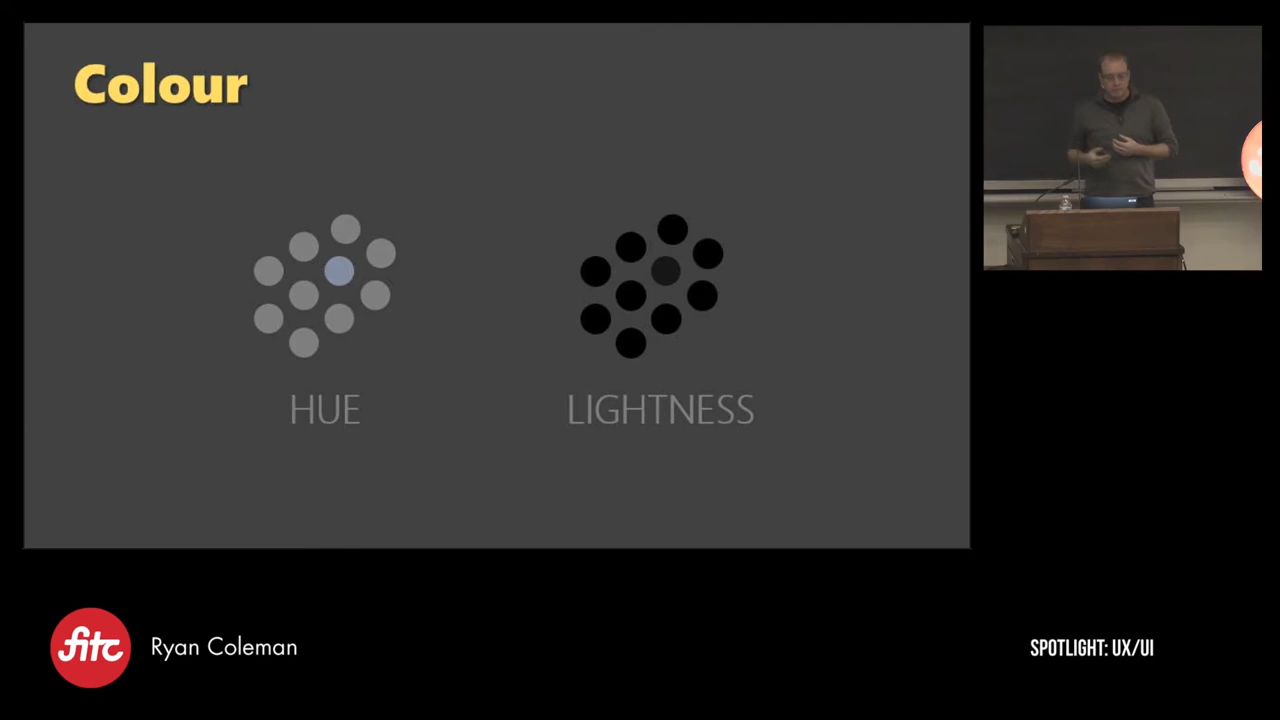 Colour
HUE
LIGHTNESS
fitc
Ryan Coleman
SPOTLIGHT: UX/UI